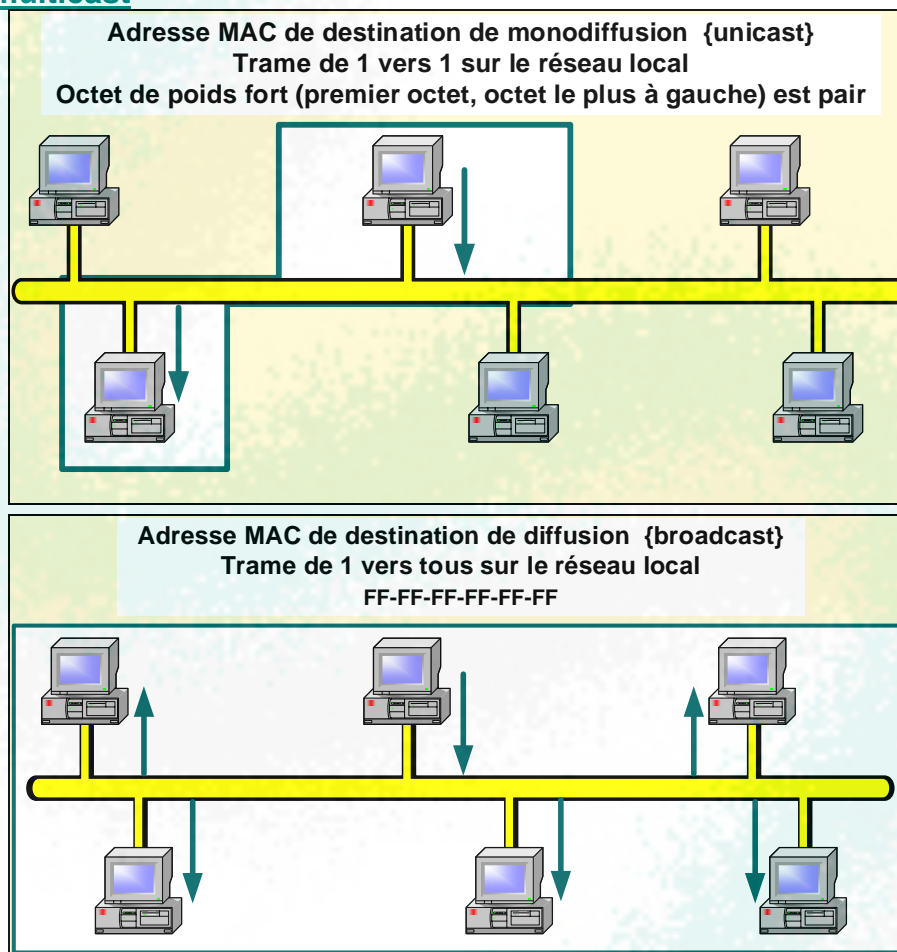 multicast
Adresse MAC de destination de monodiffusion {unicast}
Trame de 1 vers 1 sur le réseau local
Octet de poids fort (premier octet, octet le plus à gauche) est pair
Adresse MAC de destination de diffusion {broadcast}
Trame de 1 vers tous sur le réseau local
FF-FF-FF-FF-FF-FF